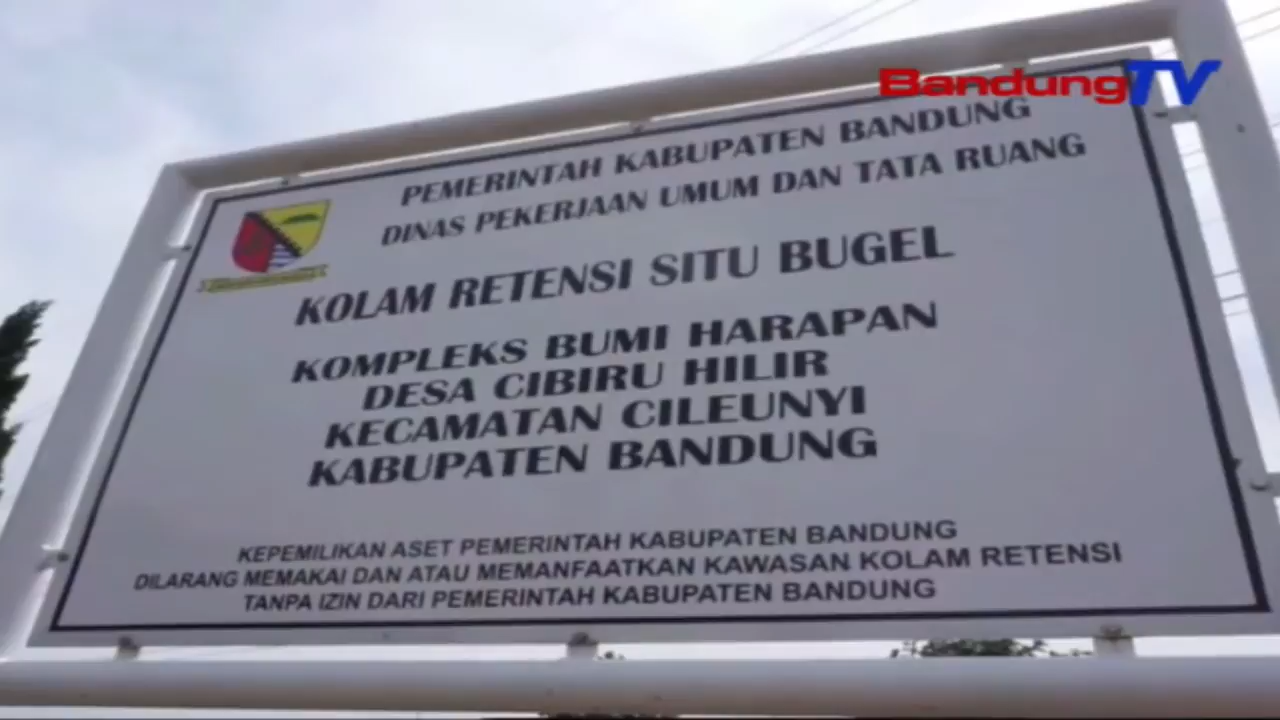 BandungTV
PEMERINTAH KABUPATEN BANDUNG
DINAS PEKERJAAN UMUM DAN TATA RUANG
KOLAM RETENSI SITU BUGEL
KOMPLEKS BUMI HARAPAN
DESA CIBIRU HILIR
KECAMATAN CILEUNYI
KABUPATEN BANDUNG
KEPEMILIKAN ASET PEMERINTAH KABUPATEN BANDUNG
DILARANG MEMAKAI DAN ATAU MEMANFAATKAN KAWASAN KOLAM RETENSI
TANPA IZIN DARI PEMERINTAH KABUPATEN BANDUNG